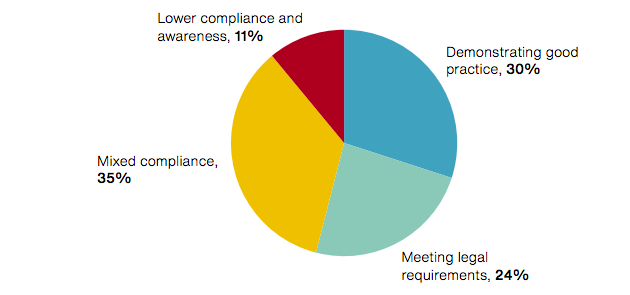 Lower compliance and
awareness, 11%
Demonstrating good
practice, 30%
Mixed compliance,
35%
Meeting legal
requirements, 24%